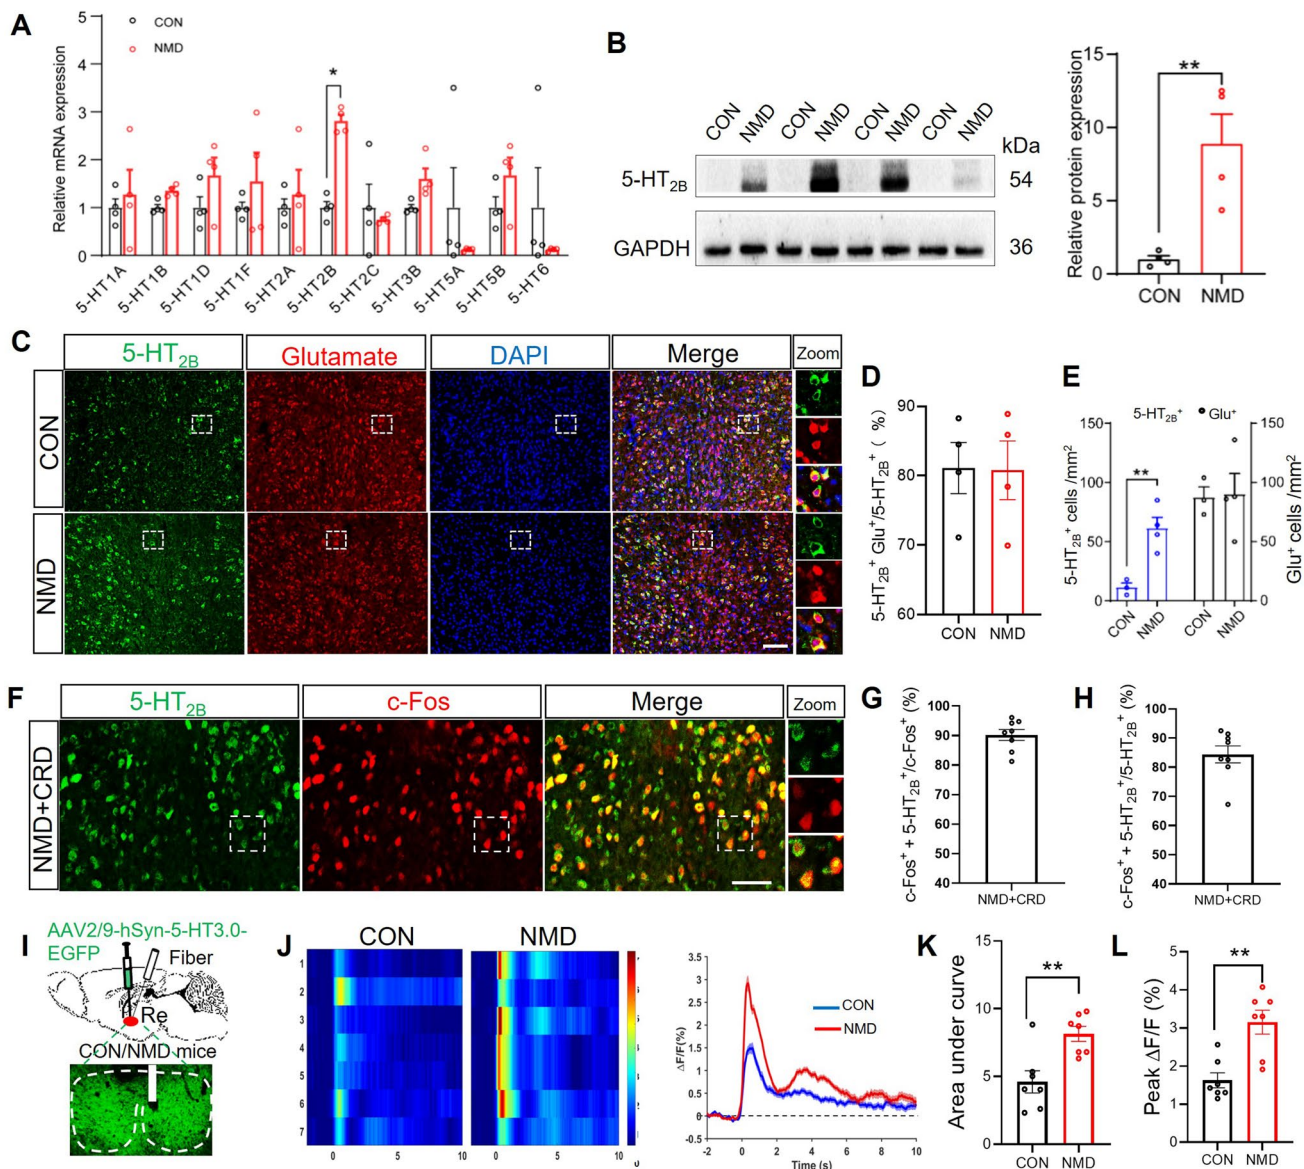 A
CON
NMD
*
Relative mRNA expression
5
4
3
2
1
0
5-HT1A
5-HT1B
5-HT1D
5-HT1F
5-HT2A
5-HT2B
5-HT2C
5-HT3B
5-HT5A
5-HT5B
5-HT6
B
CON NMD CON NMD CON NMD CON NMD
kDa
5-HT2B 54
GAPDH 36
Relative protein expression
15
10
5
0
**
CON NMD
C
5-HT2B Glutamate DAPI Merge Zoom
CON
NMD
D
5-HT2B+ Glu+/5-HT2B+ ( %)
90
80
70
60
CON NMD
E
5-HT2B+ Glu+
5-HT2B+ cells /mm2
150
100
50
0
**
CON NMD CON NMD
150
100
50
0
Glu+ cells /mm2
F
5-HT2B c-Fos Merge Zoom
NMD+CRD
G
c-Fos+ + 5-HT2B+/c-Fos+ (%)
100
90
80
70
60
50
40
NMD+CRD
H
c-Fos+ + 5-HT2B+/5-HT2B+ (%)
100
90
80
70
60
50
40
NMD+CRD
I
AAV2/9-hSyn-5-HT3.0-
EGFP
Fiber
Re
CON/NMD mice
J
CON NMD
1
2
3
4
5
6
7
0 5 10
0 5 10
ΔF/F(%)
3.5
3.0
2.5
2.0
1.5
1.0
0.5
0
-0.5
CON
NMD
-2 0 2 4 6 8 10
Time (s)
K
Area under curve
15
10
5
0
**
CON NMD
L
Peak ΔF/F (%)
5
4
3
2
1
0
**
CON NMD